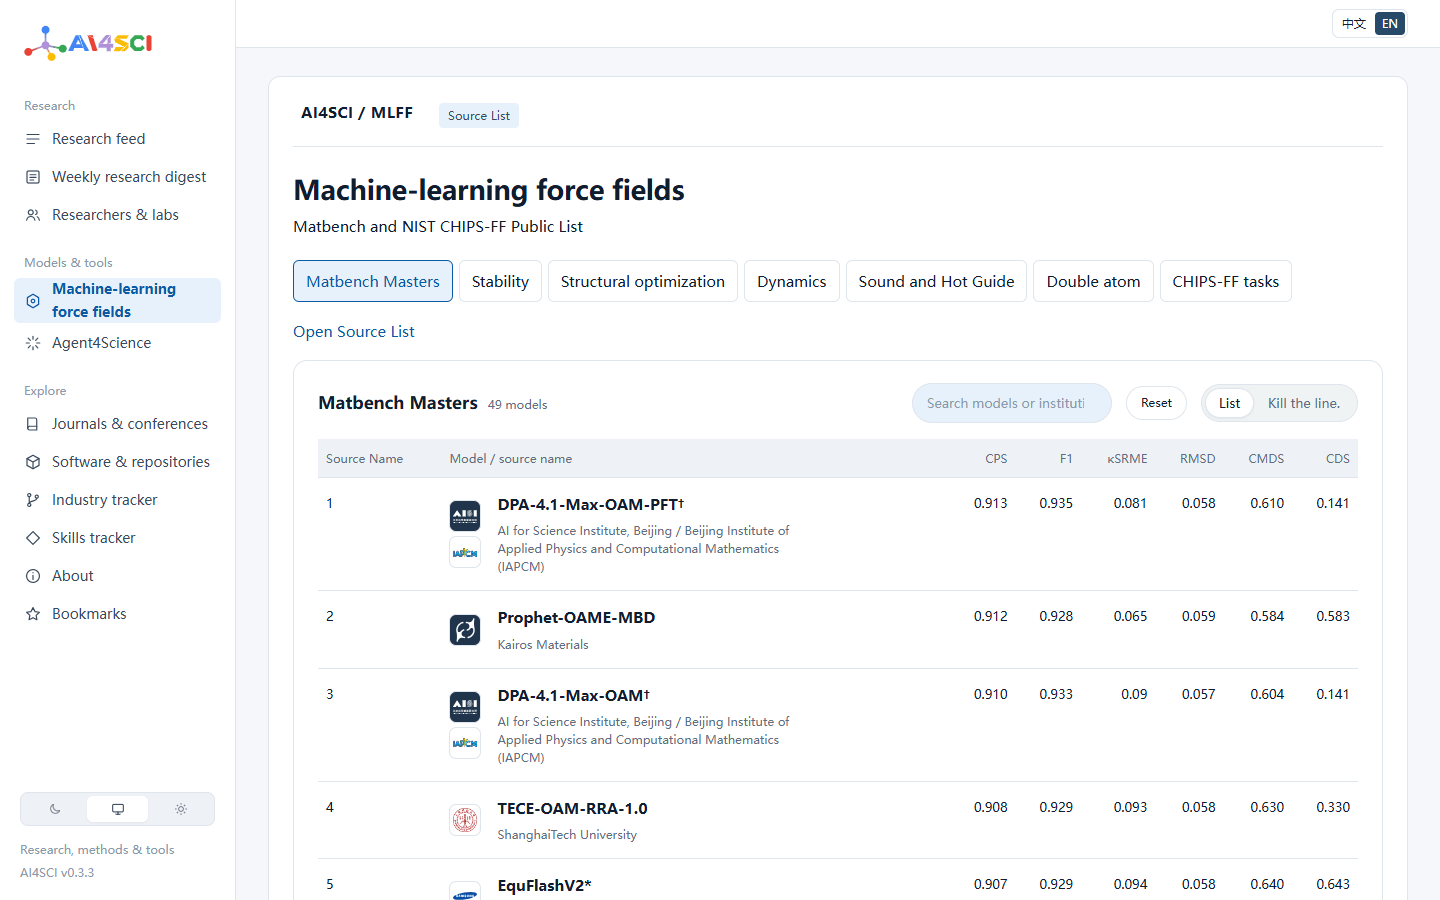 AI4SCI
中文
EN
Research
Research feed
Weekly research digest
Researchers & labs
Models & tools
Machine-learning
force fields
Agent4Science
Explore
Journals & conferences
Software & repositories
Industry tracker
Skills tracker
About
Bookmarks
Research, methods & tools
AI4SCI v0.3.3
AI4SCI / MLFF
Source List
Machine-learning force fields
Matbench and NIST CHIPS-FF Public List
Matbench Masters
Stability
Structural optimization
Dynamics
Sound and Hot Guide
Double atom
CHIPS-FF tasks
Open Source List
Matbench Masters 49 models
Search models or instituti
Reset
List
Kill the line.
Source Name Model / source name CPS F1 κSRME RMSD CMDS CDS
1 DPA-4.1-Max-OAM-PFT† 0.913 0.935 0.081 0.058 0.610 0.141
AI for Science Institute, Beijing / Beijing Institute of
Applied Physics and Computational Mathematics
(IAPCM)
2 Prophet-OAME-MBD 0.912 0.928 0.065 0.059 0.584 0.583
Kairos Materials
3 DPA-4.1-Max-OAM† 0.910 0.933 0.09 0.057 0.604 0.141
AI for Science Institute, Beijing / Beijing Institute of
Applied Physics and Computational Mathematics
(IAPCM)
4 TECE-OAM-RRA-1.0 0.908 0.929 0.093 0.058 0.630 0.330
ShanghaiTech University
5 EquFlashV2* 0.907 0.929 0.094 0.058 0.640 0.643